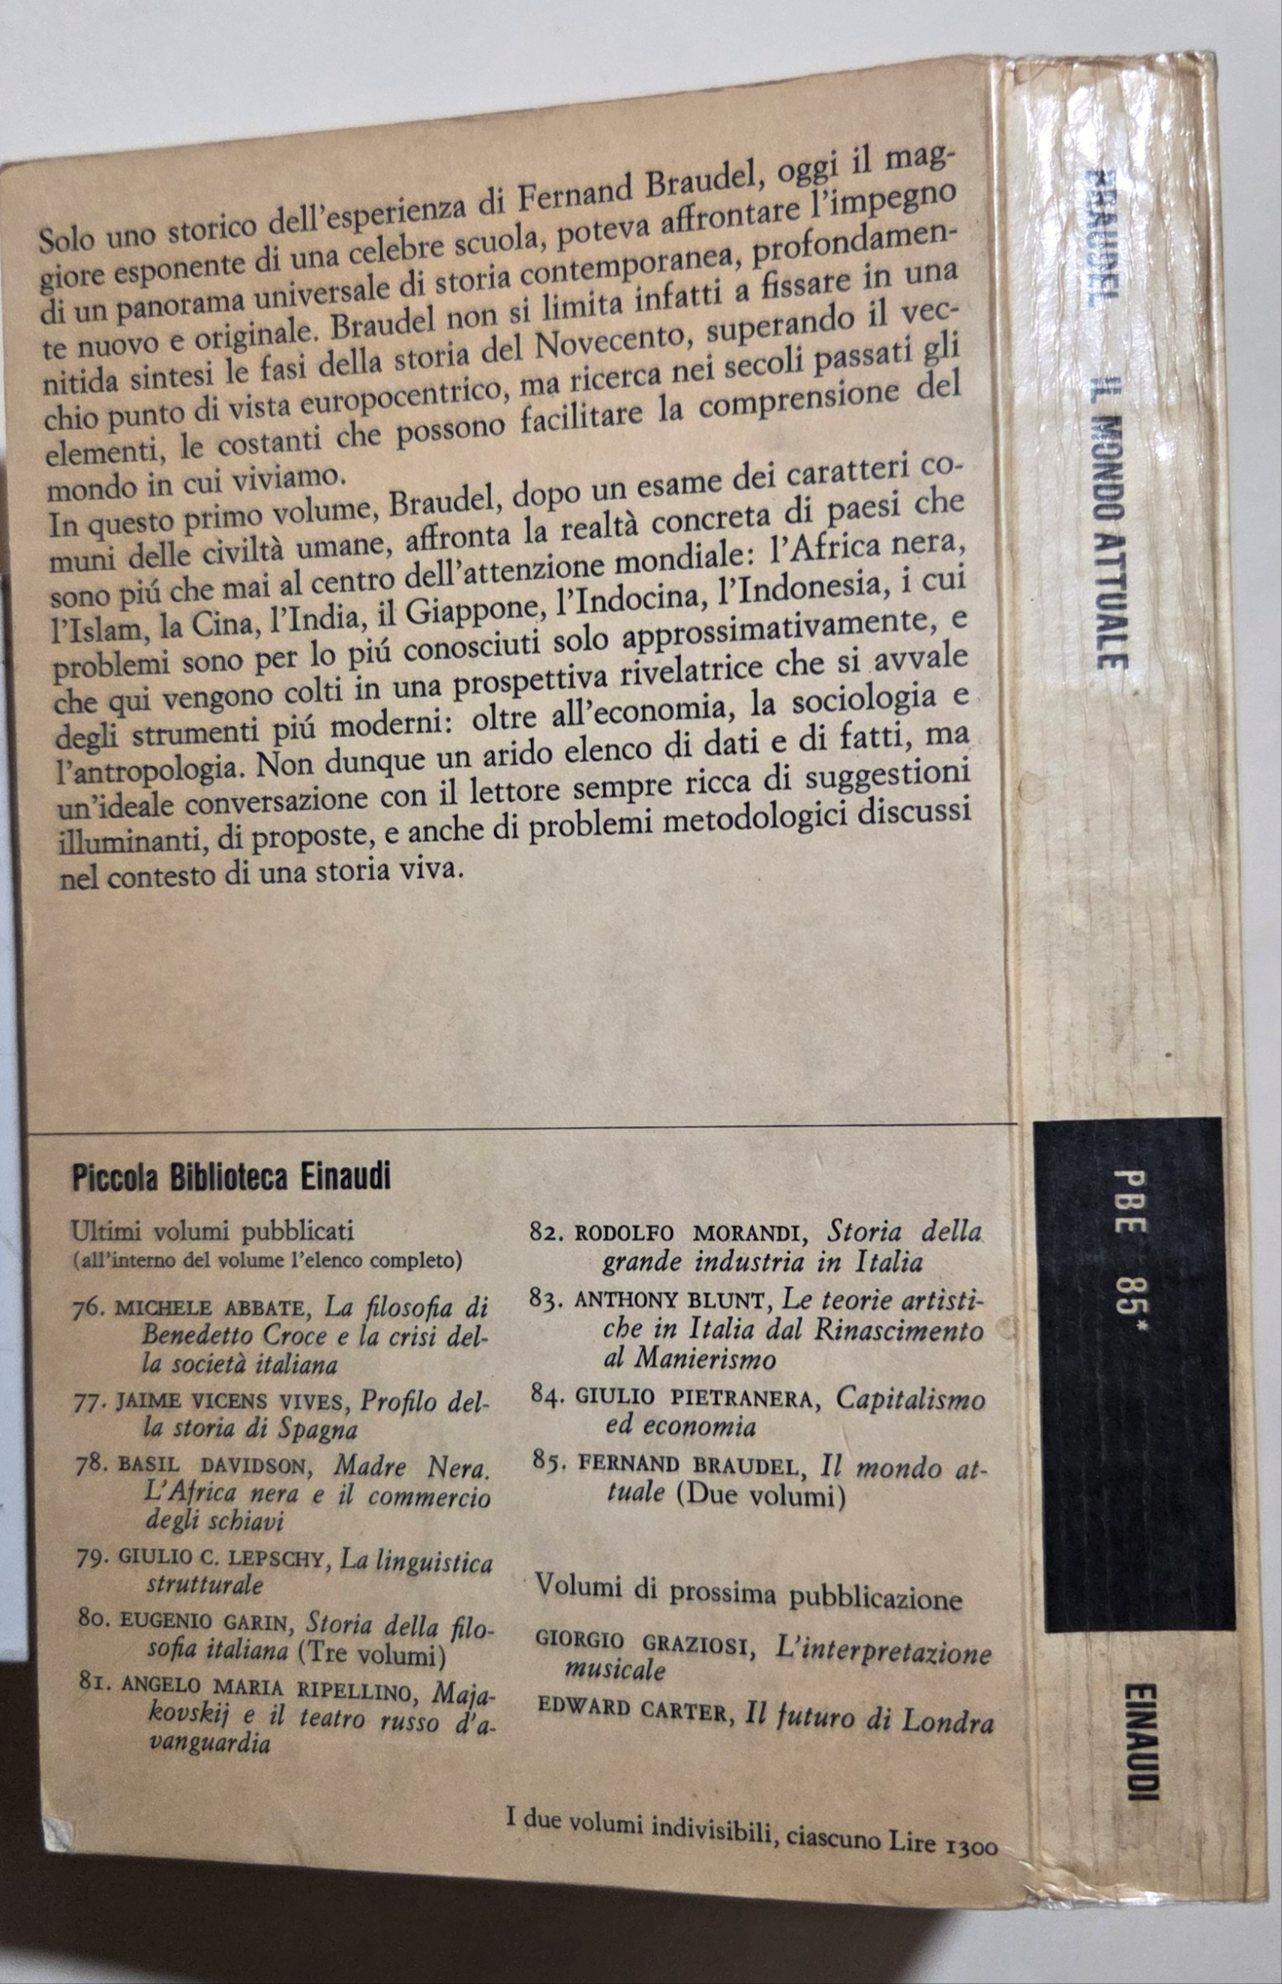 Solo uno storico dell'esperienza di Fernand Braudel, oggi il mag-
giore esponente di una celebre scuola, poteva affrontare l'impegno
di un panorama universale di storia contemporanea, profondamen-
te nuovo e originale. Braudel non si limita infatti a fissare in una
nitida sintesi le fasi della storia del Novecento, superando il vec-
chio punto di vista europocentrico, ma ricerca nei secoli passati gli
elementi, le costanti che possono facilitare la comprensione del
mondo in cui viviamo.
In questo primo volume, Braudel, dopo un esame dei caratteri co-
muni delle civiltà umane, affronta la realtà concreta di paesi che
sono piú che mai al centro dell'attenzione mondiale: l'Africa nera,
l'Islam, la Cina, l'India, il Giappone, l'Indocina, l'Indonesia, i cui
problemi sono per lo piú conosciuti solo approssimativamente, e
che qui vengono colti in una prospettiva rivelatrice che si avvale
degli strumenti piú moderni: oltre all'economia, la sociologia e
l'antropologia. Non dunque un arido elenco di dati e di fatti, ma
un'ideale conversazione con il lettore sempre ricca di suggestioni
illuminanti, di proposte, e anche di problemi metodologici discussi
nel contesto di una storia viva.
Piccola Biblioteca Einaudi
Ultimi volumi pubblicati
(all'interno del volume l'elenco completo)
76. MICHELE ABBATE, La filosofia di
Benedetto Croce e la crisi del-
la società italiana
77. JAIME VICENS VIVES, Profilo del-
la storia di Spagna
78. BASIL DAVIDSON, Madre Nera.
L'Africa nera e il commercio
degli schiavi
79. GIULIO C. LEPSCHY, La linguistica
strutturale
80. EUGENIO GARIN, Storia della filo-
sofia italiana (Tre volumi)
81. ANGELO MARIA RIPELLINO, Maja-
kovskij e il teatro russo d'a-
vanguardia
82. RODOLFO MORANDI, Storia della
grande industria in Italia
83. ANTHONY BLUNT, Le teorie artisti-
che in Italia dal Rinascimento
al Manierismo
84. GIULIO PIETRANERA, Capitalismo
ed economia
85. FERNAND BRAUDEL, Il mondo at-
tuale (Due volumi)
Volumi di prossima pubblicazione
GIORGIO GRAZIOSI, L'interpretazione
musicale
EDWARD CARTER, Il futuro di Londra
I due volumi indivisibili, ciascuno Lire 1300
BRAUDEL IL MONDO ATTUALE
PBE 85*
EINAUDI